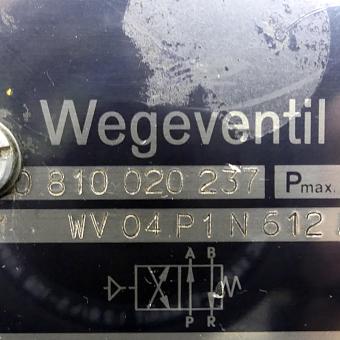 Wegeventil
0 810 020 237 Pmax.
WV 04 P1 N 612
A B
P R